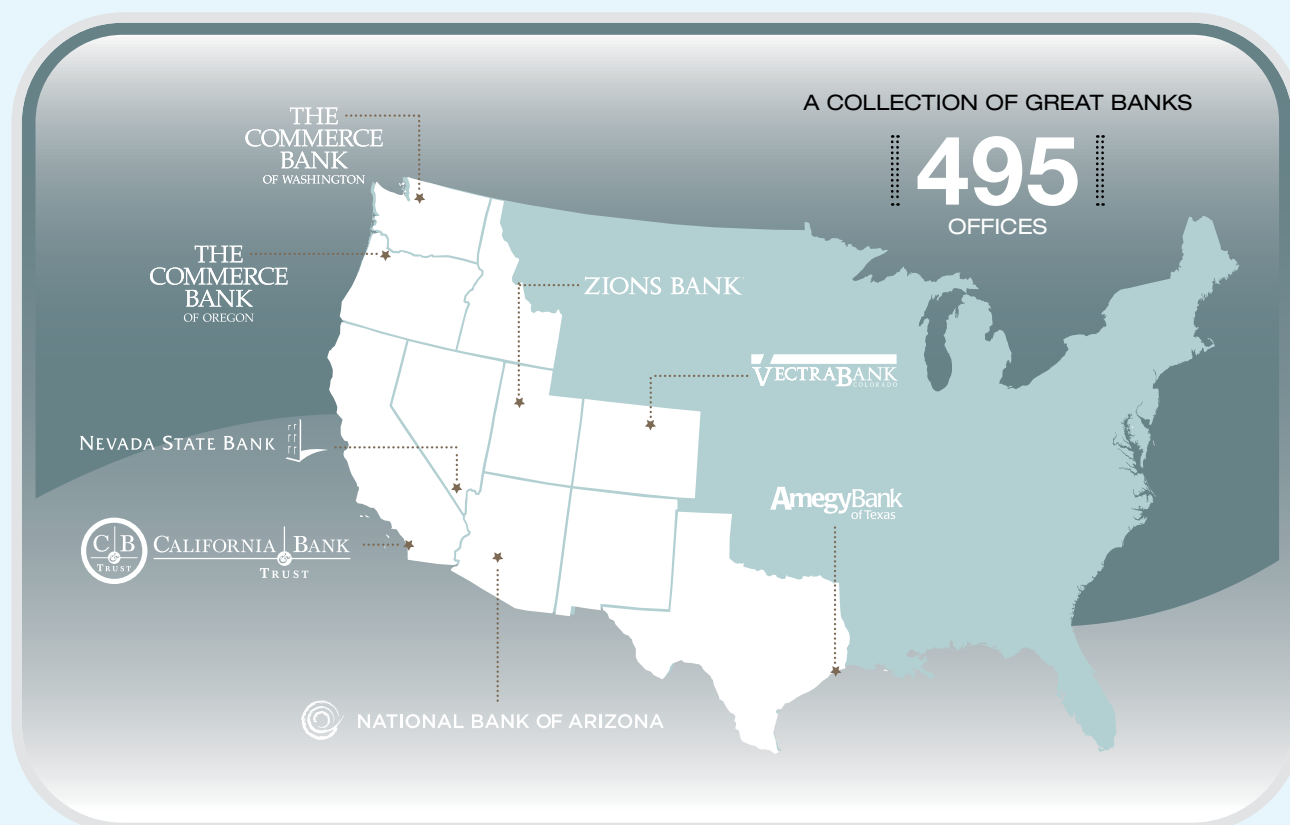 A COLLECTION OF GREAT BANKS
495
OFFICES
THE
COMMERCE
BANK
OF WASHINGTON
THE
COMMERCE
BANK
OF OREGON
ZIONS BANK
VECTRABANK
COLORADO
NEVADA STATE BANK
AmegyBank
of Texas
C B
&
TRUST
CALIFORNIA BANK
&
TRUST
NATIONAL BANK OF ARIZONA